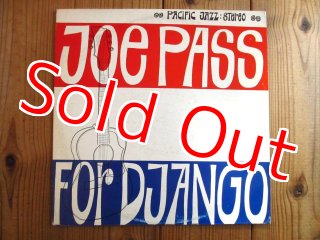 PACIFIC JAZZ: STEREO
JOE PASS
Sold Out
FOR DJANGO